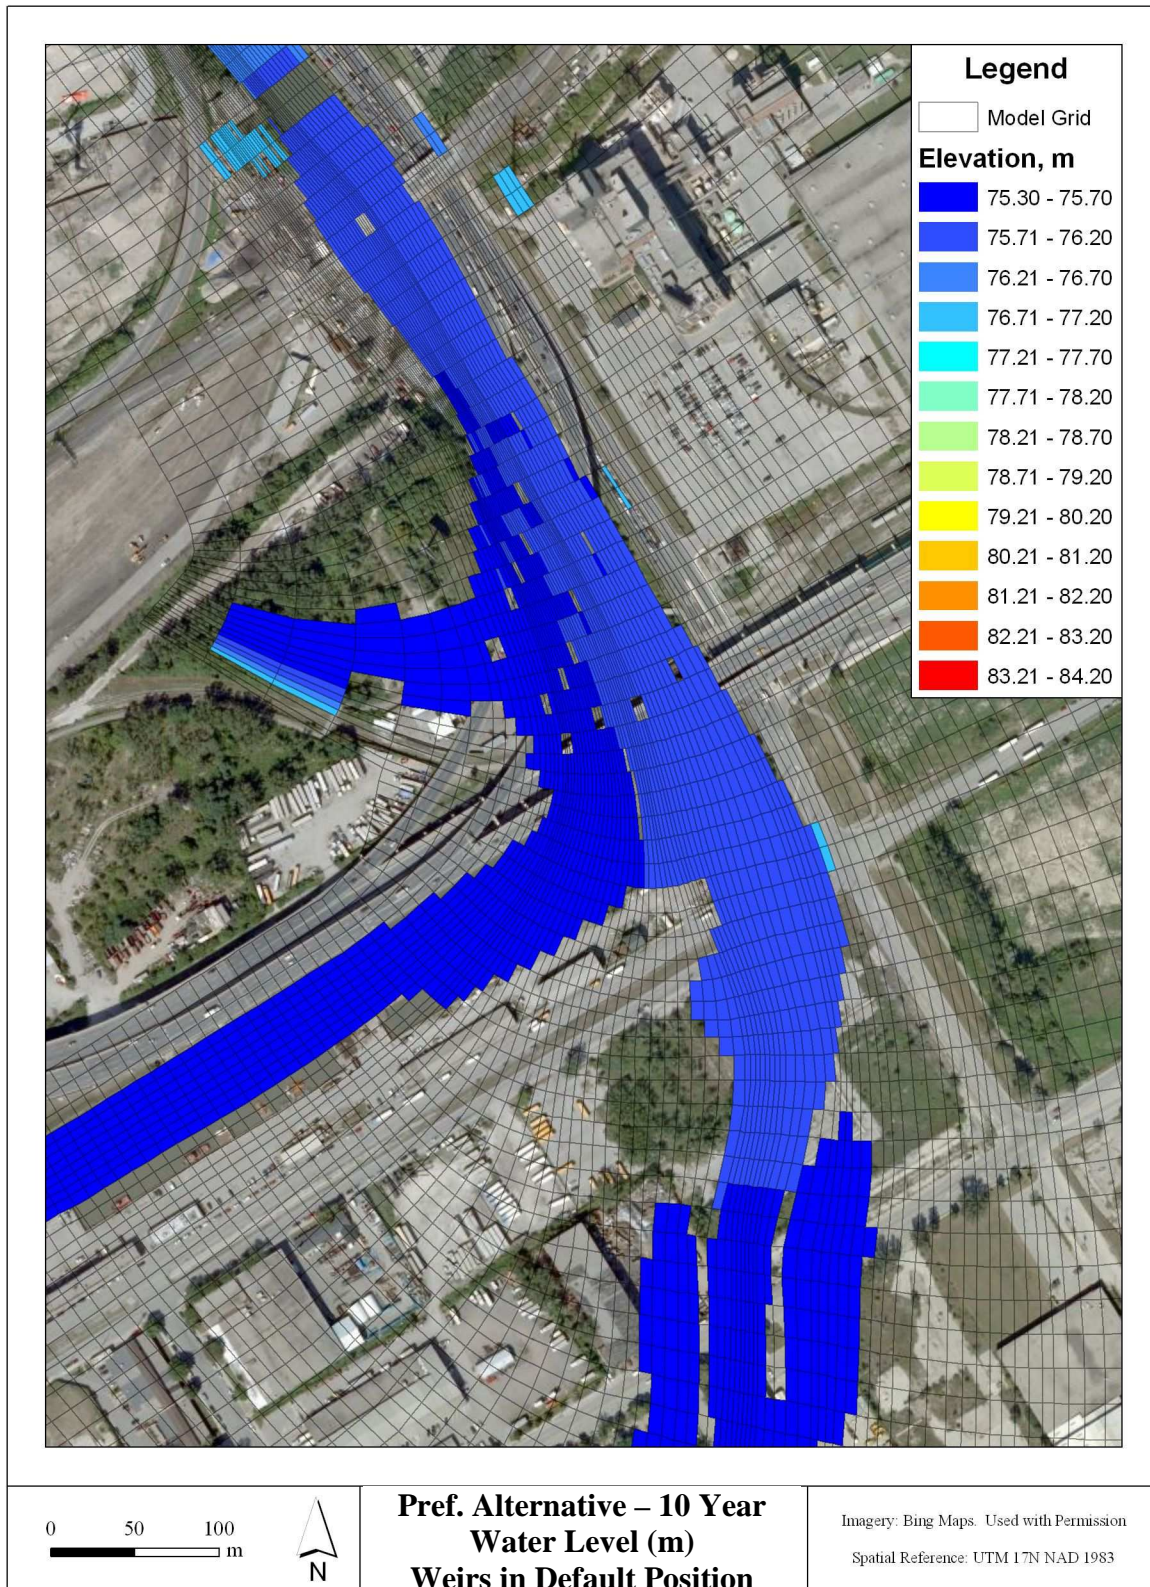 Legend
Model Grid
Elevation, m
75.30 - 75.70
75.71 - 76.20
76.21 - 76.70
76.71 - 77.20
77.21 - 77.70
77.71 - 78.20
78.21 - 78.70
78.71 - 79.20
79.21 - 80.20
80.21 - 81.20
81.21 - 82.20
82.21 - 83.20
83.21 - 84.20
0 50 100
m
N
Pref. Alternative – 10 Year
Water Level (m)
Weirs in Default Position
Imagery: Bing Maps. Used with Permission
Spatial Reference: UTM 17N NAD 1983